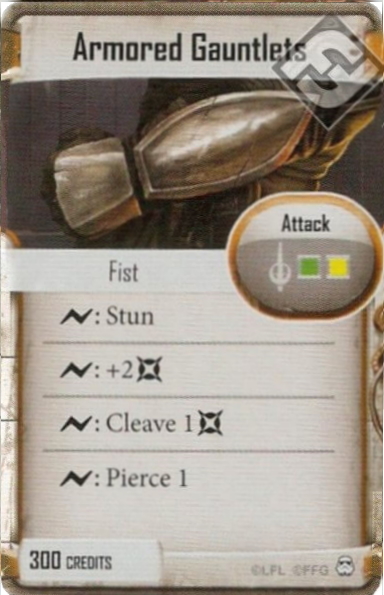 Armored Gauntlets
Attack
Fist
: Stun
: +2
: Cleave 1
: Pierce 1
300 CREDITS
©LFL ©FFG